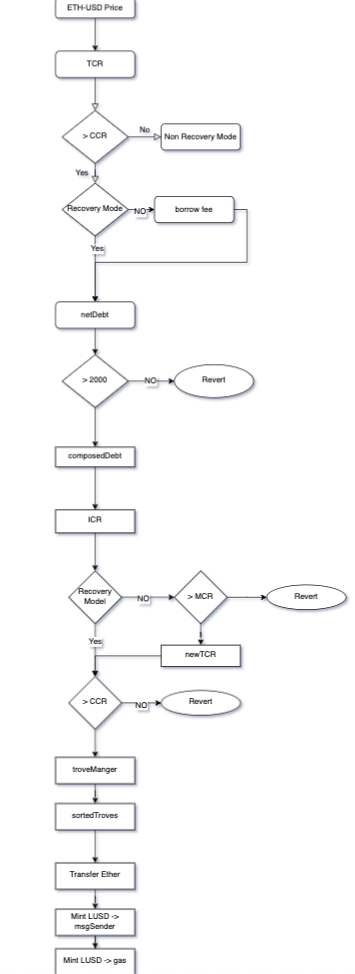 ETH-USD Price
TCR
> CCR
No
Non Recovery Mode
Yes
Recovery Mode
NO
borrow fee
Yes
netDebt
> 2000
NO
Revert
composedDebt
ICR
Recovery
Model
NO
> MCR
Revert
Yes
newTCR
> CCR
NO
Revert
troveManger
sortedTroves
Transfer Ether
Mint LUSD ->
msgSender
Mint LUSD -> gas